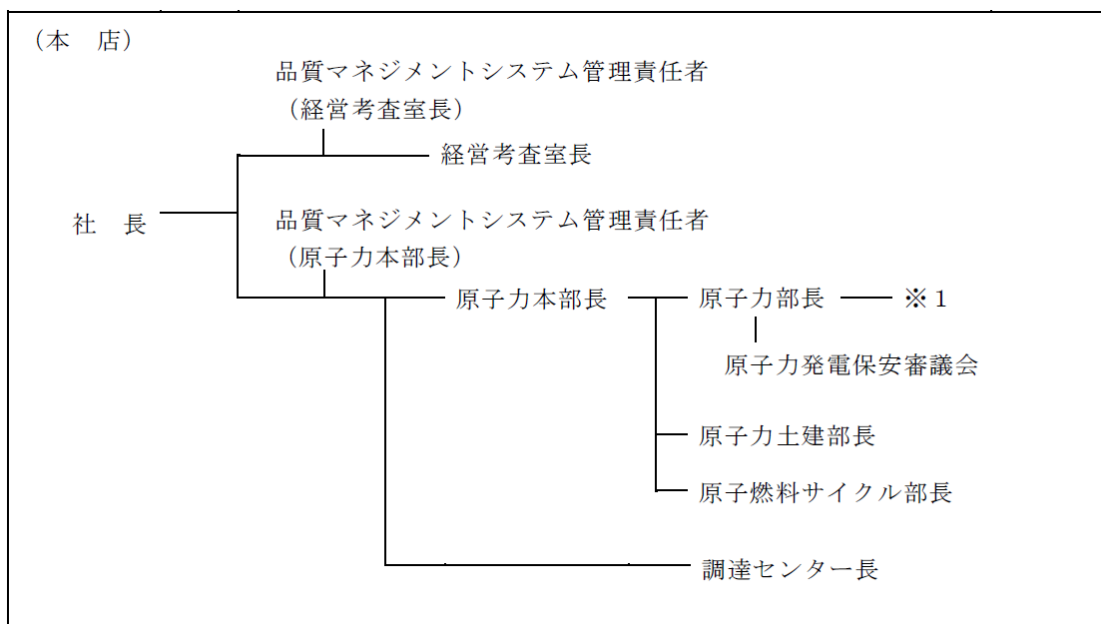 （本　店）
品質マネジメントシステム管理責任者
（経営考査室長）
経営考査室長
社　長
品質マネジメントシステム管理責任者
（原子力本部長）
原子力本部長
原子力部長
※１
原子力発電保安審議会
原子力土建部長
原子燃料サイクル部長
調達センター長